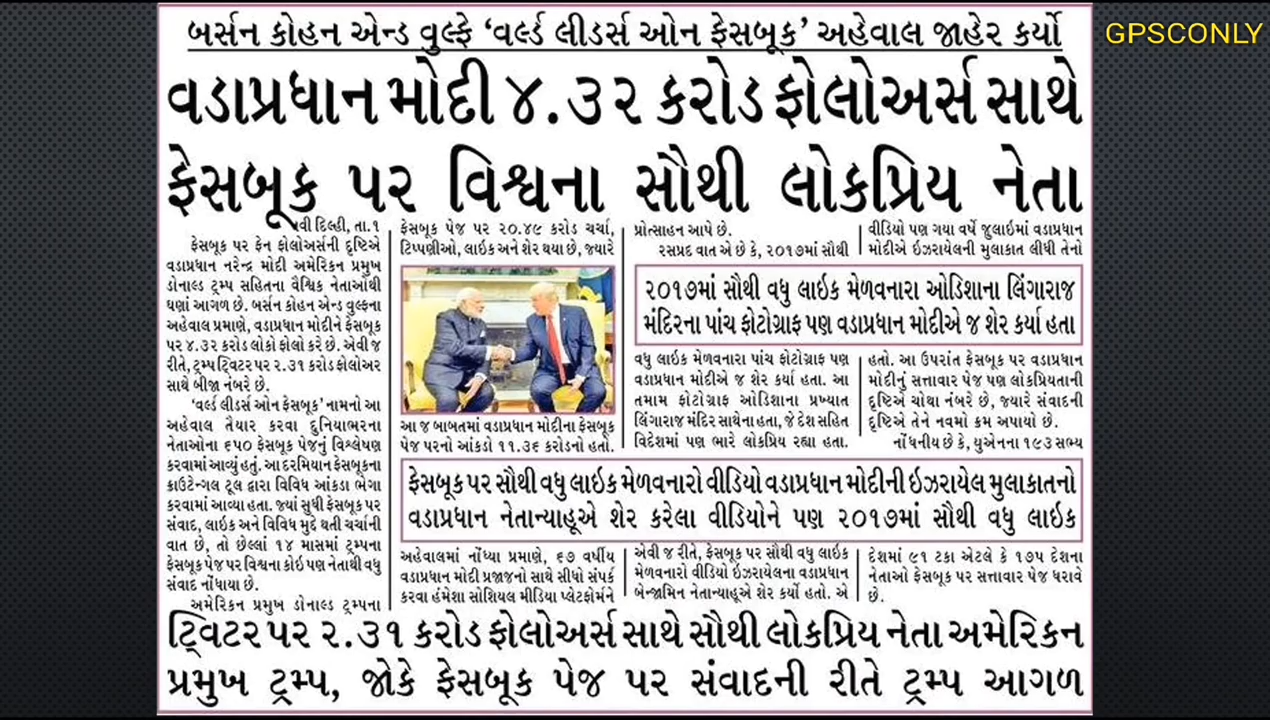 GPSCONLY
બર્સન કોહન એન્ડ વુલ્ફે ‘વર્લ્ડ લીડર્સ ઓન ફેસબૂક’ અહેવાલ જાહેર કર્યો
વડાપ્રધાન મોદી ૪.૩૨ કરોડ ફોલોઅર્સ સાથે
ફેસબૂક પર વિશ્વના સૌથી લોકપ્રિય નેતા
નવી દિલ્હી, તા.૧
ફેસબૂક પર ફેન ફોલોઅર્સની દૃષ્ટિએ
વડાપ્રધાન નરેન્દ્ર મોદી અમેરિકન પ્રમુખ
ડોનાલ્ડ ટ્રમ્પ સહિતના વૈશ્વિક નેતાઓથી
ઘણાં આગળ છે. બર્સન કોહન એન્ડ વુલ્ફના
અહેવાલ પ્રમાણે, વડાપ્રધાન મોદીને ફેસબૂક
પર ૪.૩૨ કરોડ લોકો ફોલો કરે છે. એવી જ
રીતે, ટ્રમ્પ ટ્વિટર પર ૨.૩૧ કરોડ ફોલોઅર
સાથે બીજા નંબરે છે.
‘વર્લ્ડ લીડર્સ ઓન ફેસબૂક’ નામનો આ
અહેવાલ તૈયાર કરવા દુનિયાભરના
નેતાઓના ૬૫૦ ફેસબૂક પેજનું વિશ્લેષણ
કરવામાં આવ્યું હતું. આ દરમિયાન ફેસબૂકના
ક્રાઉટેન્ગલ ટૂલ દ્વારા વિવિધ આંકડા ભેગા
કરવામાં આવ્યા હતા. જ્યાં સુધી ફેસબૂક પર
સંવાદ, લાઇક અને વિવિધ મુદ્દે થતી ચર્ચાની
વાત છે, તો છેલ્લાં ૧૪ માસમાં ટ્રમ્પના
ફેસબૂક પેજ પર વિશ્વના કોઇ પણ નેતાથી વધુ
સંવાદ નોંધાયા છે.
અમેરિકન પ્રમુખ ડોનાલ્ડ ટ્રમ્પના
ફેસબૂક પેજ પર ૨૦.૪૯ કરોડ ચર્ચા,
ટિપ્પણીઓ, લાઇક અને શેર થયા છે, જ્યારે
આ જ બાબતમાં વડાપ્રધાન મોદીના ફેસબૂક
પેજ પરનો આંકડો ૧૧.૩૬ કરોડનો હતો.
ફેસબૂક પર સૌથી વધુ લાઇક મેળવનારો વીડિયો વડાપ્રધાન મોદીની ઇઝરાયેલ મુલાકાતનો
વડાપ્રધાન નેતાન્યાહૂએ શેર કરેલા વીડિયોને પણ ૨૦૧૭માં સૌથી વધુ લાઇક
અહેવાલમાં નોંધ્યા પ્રમાણે, ૬૭ વર્ષીય
વડાપ્રધાન મોદી પ્રજાજનો સાથે સીધો સંપર્ક
કરવા હંમેશા સોશિયલ મીડિયા પ્લેટફોર્મને
પ્રોત્સાહન આપે છે.
રસપ્રદ વાત એ છે કે, ૨૦૧૭માં સૌથી
૨૦૧૭માં સૌથી વધુ લાઇક મેળવનારા ઓડિશાના લિંગારાજ
મંદિરના પાંચ ફોટોગ્રાફ પણ વડાપ્રધાન મોદીએ જ શેર કર્યા હતા
વધુ લાઇક મેળવનારા પાંચ ફોટોગ્રાફ પણ
વડાપ્રધાન મોદીએ જ શેર કર્યા હતા. આ
તમામ ફોટોગ્રાફ ઓડિશાના પ્રખ્યાત
લિંગારાજ મંદિર સાથેના હતા, જે દેશ સહિત
વિદેશમાં પણ ભારે લોકપ્રિય રહ્યા હતા.
એવી જ રીતે, ફેસબૂક પર સૌથી વધુ લાઇક
મેળવનારો વીડિયો ઇઝરાયેલના વડાપ્રધાન
બેન્જામિન નેતાન્યાહૂએ શેર કર્યો હતો. એ
વીડિયો પણ ગયા વર્ષે જુલાઇમાં વડાપ્રધાન
મોદીએ ઇઝરાયેલની મુલાકાત લીધી તેનો
હતો. આ ઉપરાંત ફેસબૂક પર વડાપ્રધાન
મોદીનું સત્તાવાર પેજ પણ લોકપ્રિયતાની
દૃષ્ટિએ ચોથા નંબરે છે, જ્યારે સંવાદની
દૃષ્ટિએ તેને નવમો ક્રમ અપાયો છે.
નોંધનીય છે કે, યુએનના ૧૯૩ સભ્ય
દેશમાં ૯૧ ટકા એટલે કે ૧૭૫ દેશના
નેતાઓ ફેસબૂક પર સત્તાવાર પેજ ધરાવે
છે.
ટ્વિટર પર ૨.૩૧ કરોડ ફોલોઅર્સ સાથે સૌથી લોકપ્રિય નેતા અમેરિકન
પ્રમુખ ટ્રમ્પ, જોકે ફેસબૂક પેજ પર સંવાદની રીતે ટ્રમ્પ આગળ